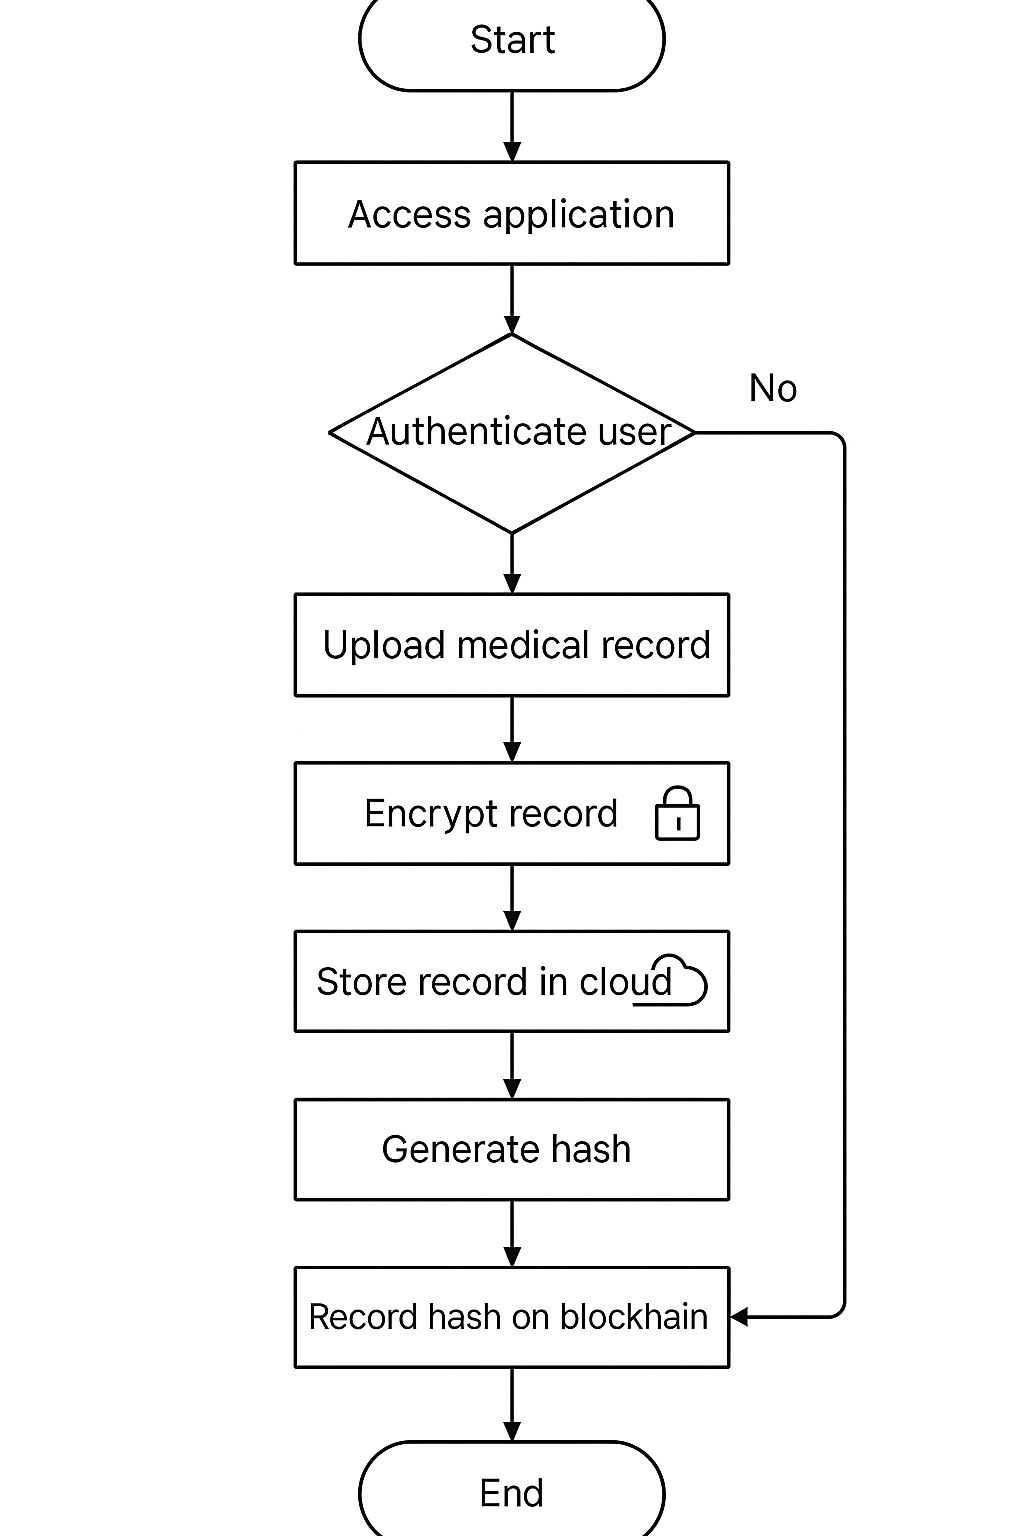 Start
Access application
Authenticate user
No
Upload medical record
Encrypt record
Store record in cloud
Generate hash
Record hash on blockhain
End